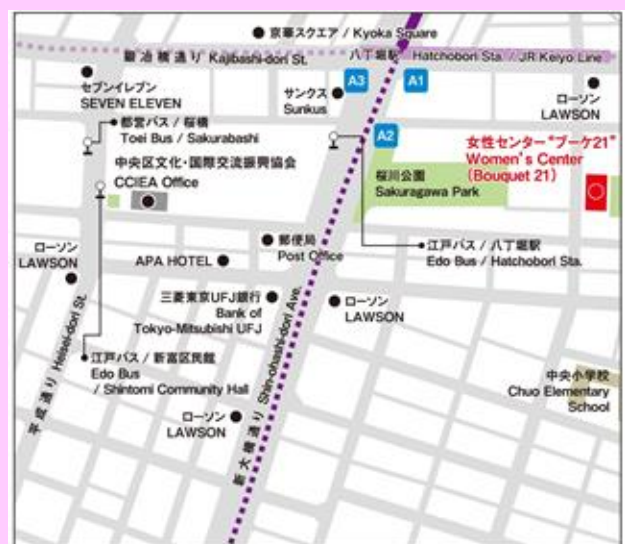 京華スクエア / Kyoka Square
鍛冶橋通り Kajibashi-dori St.
八丁堀駅 Hatchobori Sta. / JR Keiyo Line
セブンイレブン
SEVEN ELEVEN
サンクス
Sunkus
A3
A1
ローソン
LAWSON
都営バス / 桜橋
Toei Bus / Sakurabashi
A2
女性センター"ブーケ21"
Women's Center
(Bouquet 21)
中央区文化・国際交流振興協会
CCIEA Office
桜川公園
Sakuragawa Park
ローソン
LAWSON
郵便局
Post Office
江戸バス / 八丁堀駅
Edo Bus / Hatchobori Sta.
APA HOTEL
三菱東京UFJ銀行
Bank of
Tokyo-Mitsubishi UFJ
ローソン
LAWSON
江戸バス / 新富区民館
Edo Bus
/ Shintomi Community Hall
中央小学校
Chuo Elementary
School
平成通り Heisei-dori St.
ローソン
LAWSON
新大橋通り Shin-ohashi-dori Ave.